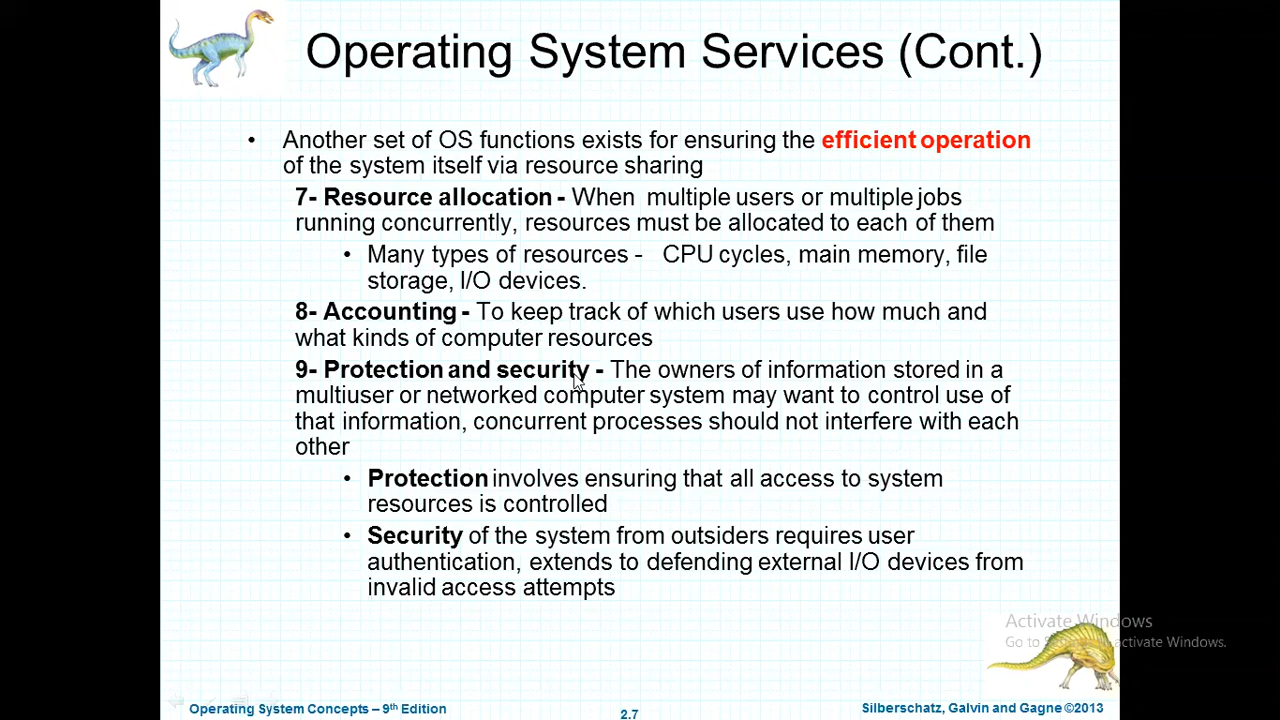 Operating System Services (Cont.)
• Another set of OS functions exists for ensuring the efficient operation
of the system itself via resource sharing
7- Resource allocation - When multiple users or multiple jobs
running concurrently, resources must be allocated to each of them
• Many types of resources - CPU cycles, main memory, file
storage, I/O devices.
8- Accounting - To keep track of which users use how much and
what kinds of computer resources
9- Protection and security - The owners of information stored in a
multiuser or networked computer system may want to control use of
that information, concurrent processes should not interfere with each
other
• Protection involves ensuring that all access to system
resources is controlled
• Security of the system from outsiders requires user
authentication, extends to defending external I/O devices from
invalid access attempts
Activate Windows
Go to activate Windows.
Operating System Concepts – 9th Edition
2.7
Silberschatz, Galvin and Gagne ©2013